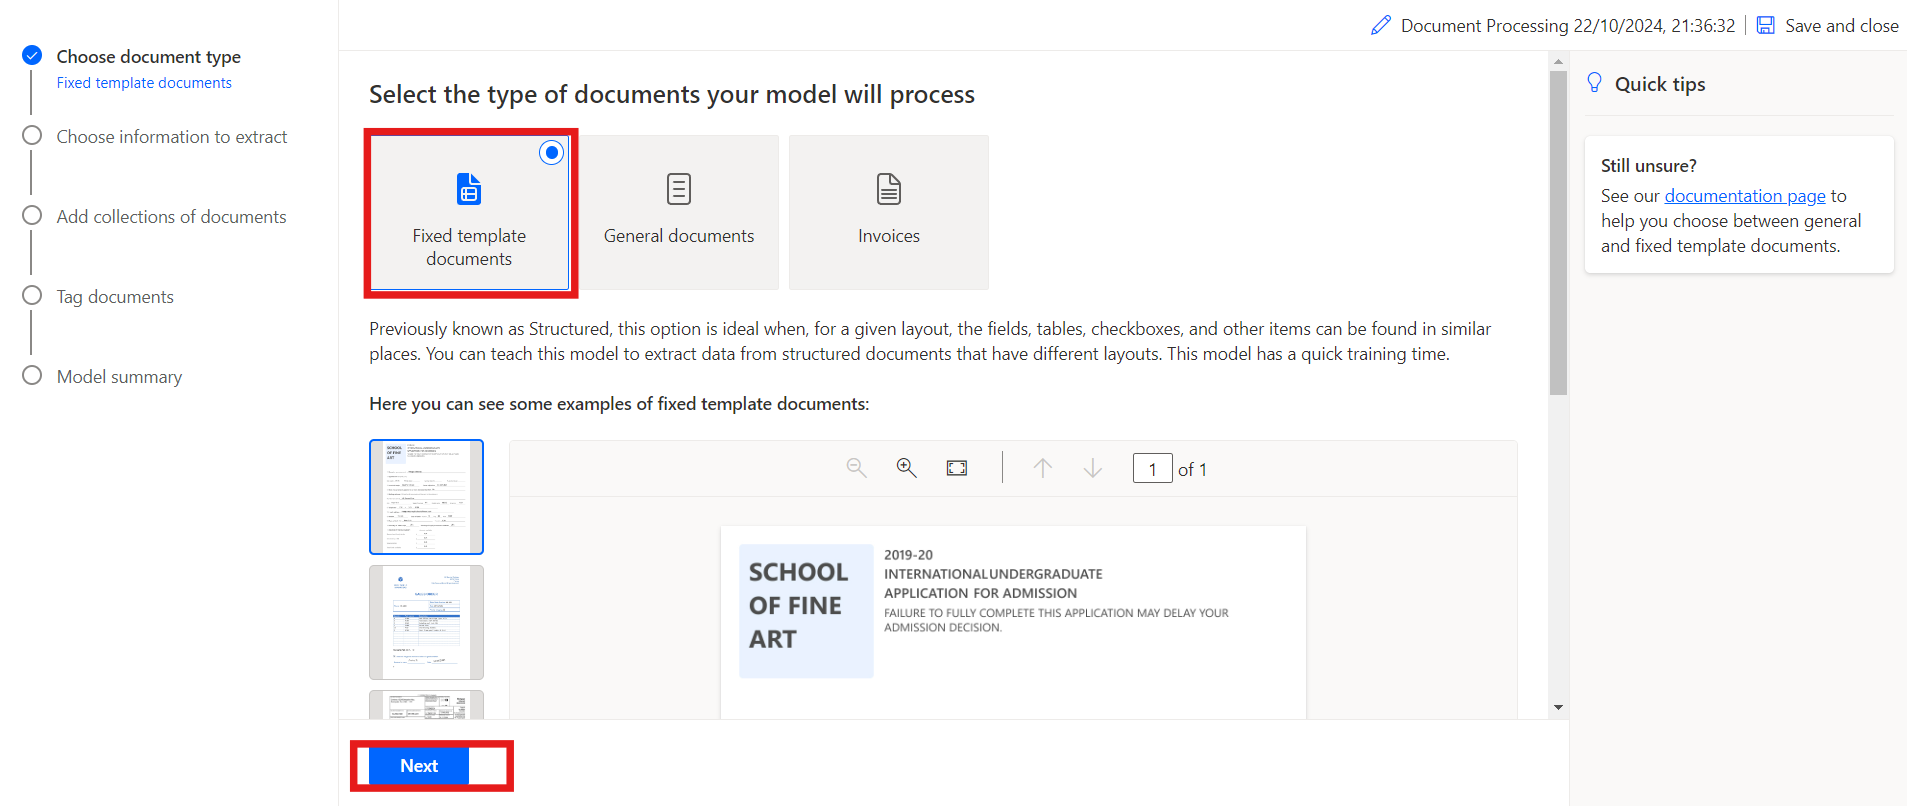 Document Processing 22/10/2024, 21:36:32
Save and close
Choose document type
Fixed template documents
Choose information to extract
Add collections of documents
Tag documents
Model summary
Select the type of documents your model will process
Fixed template
documents
General documents
Invoices
Previously known as Structured, this option is ideal when, for a given layout, the fields, tables, checkboxes, and other items can be found in similar
places. You can teach this model to extract data from structured documents that have different layouts. This model has a quick training time.
Here you can see some examples of fixed template documents:
SCHOOL
OF FINE
ART
1 of 1
SCHOOL
OF FINE
ART
2019-20
INTERNATIONAL UNDERGRADUATE
APPLICATION FOR ADMISSION
FAILURE TO FULLY COMPLETE THIS APPLICATION MAY DELAY YOUR
ADMISSION DECISION.
Next
Quick tips
Still unsure?
See our documentation page to
help you choose between general
and fixed template documents.